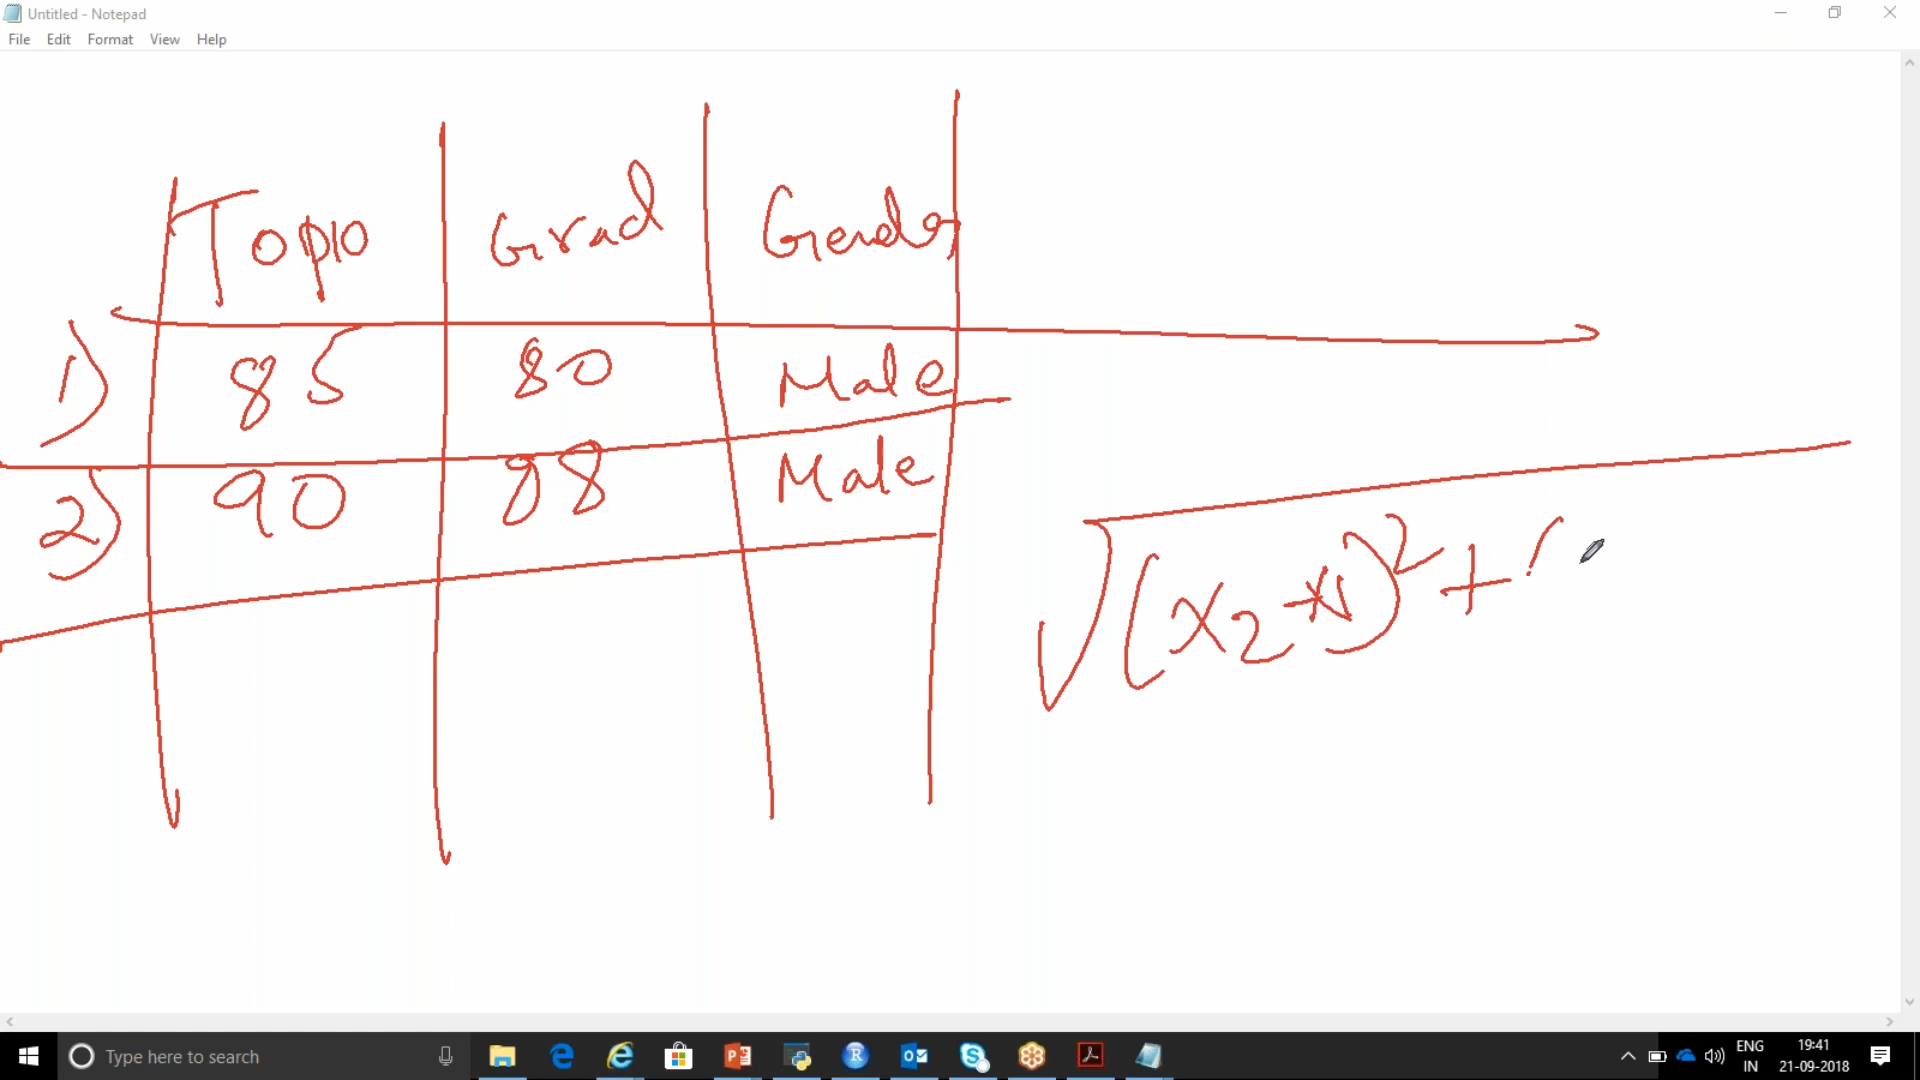 Untitled - Notepad
File Edit Format View Help
Top10 Grad Gender
1) 85 80 Male
2) 90 88 Male
√(x2-x1)²+(
Type here to search
ENG 19:41
IN 21-09-2018